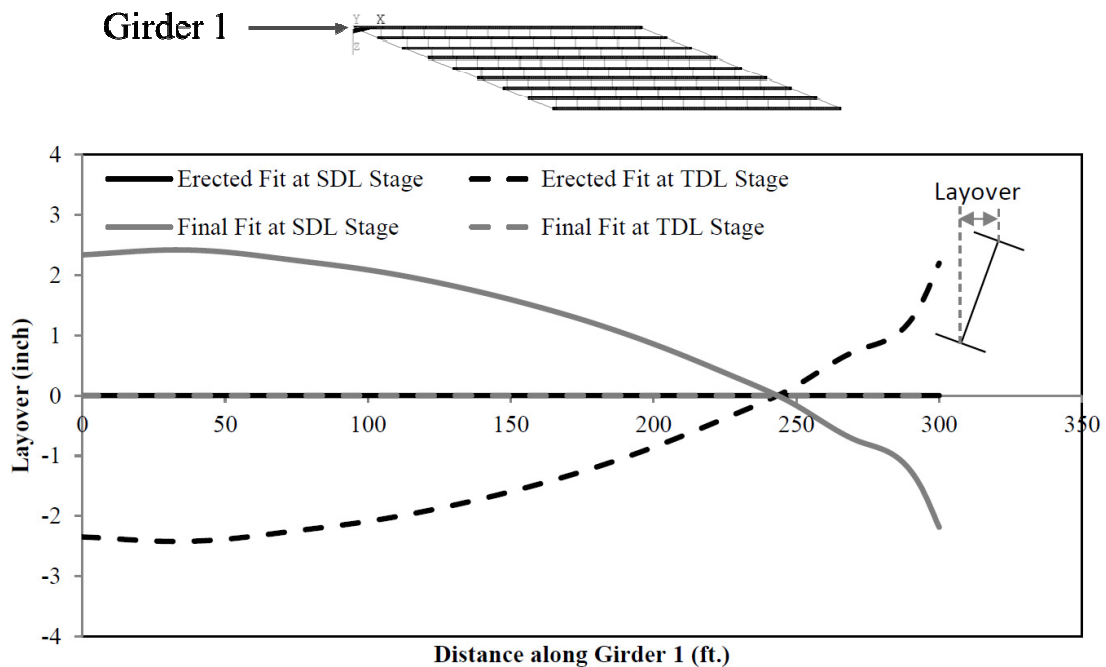 Girder 1
Y X
Z
4
3
2
1
0
-1
-2
-3
-4
Layover (inch)
Erected Fit at SDL Stage
Erected Fit at TDL Stage
Final Fit at SDL Stage
Final Fit at TDL Stage
Layover
0 50 100 150 200 250 300 350
Distance along Girder 1 (ft.)